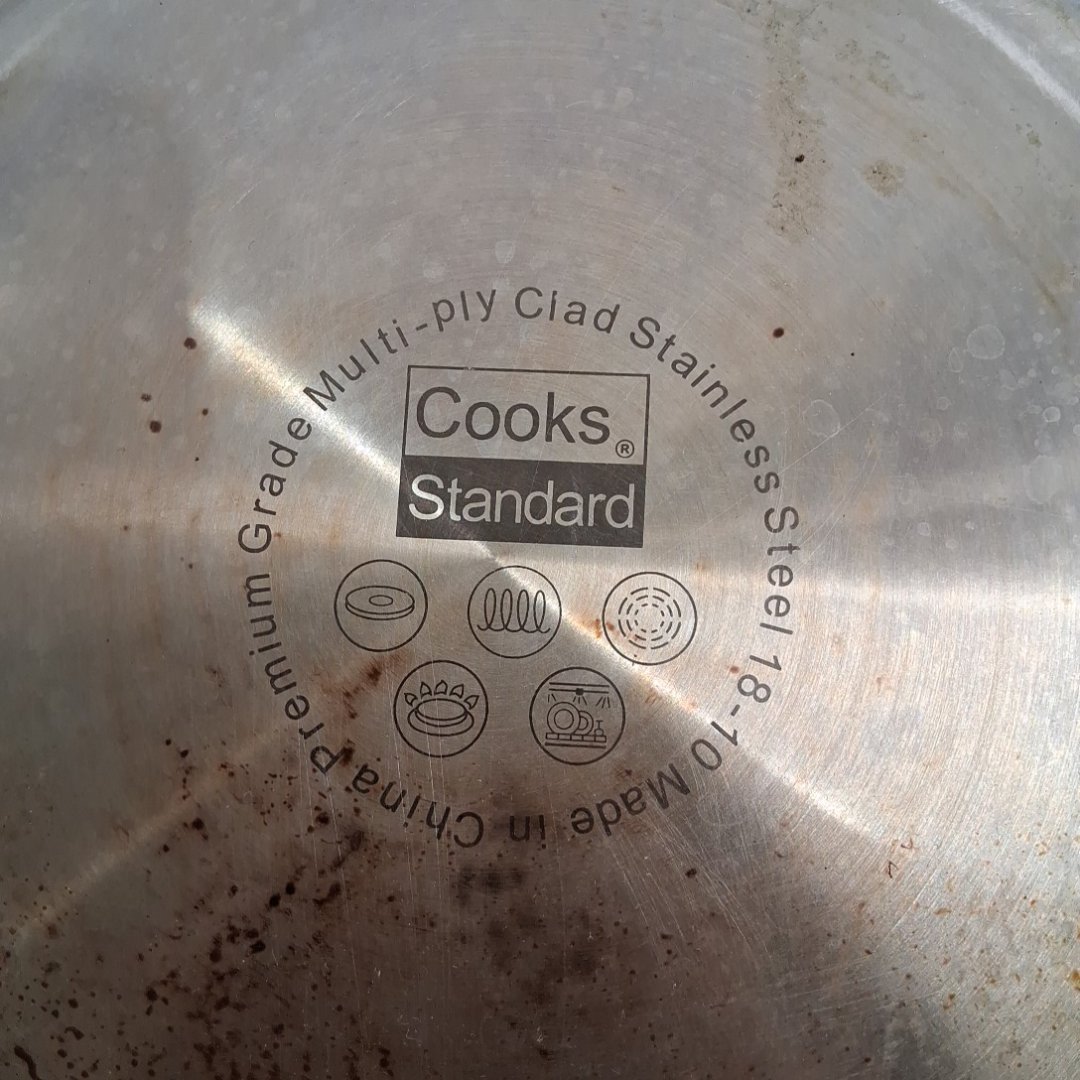 Premium Grade Multi-ply Clad Stainless Steel 18-10 Made in China
Cooks®
Standard